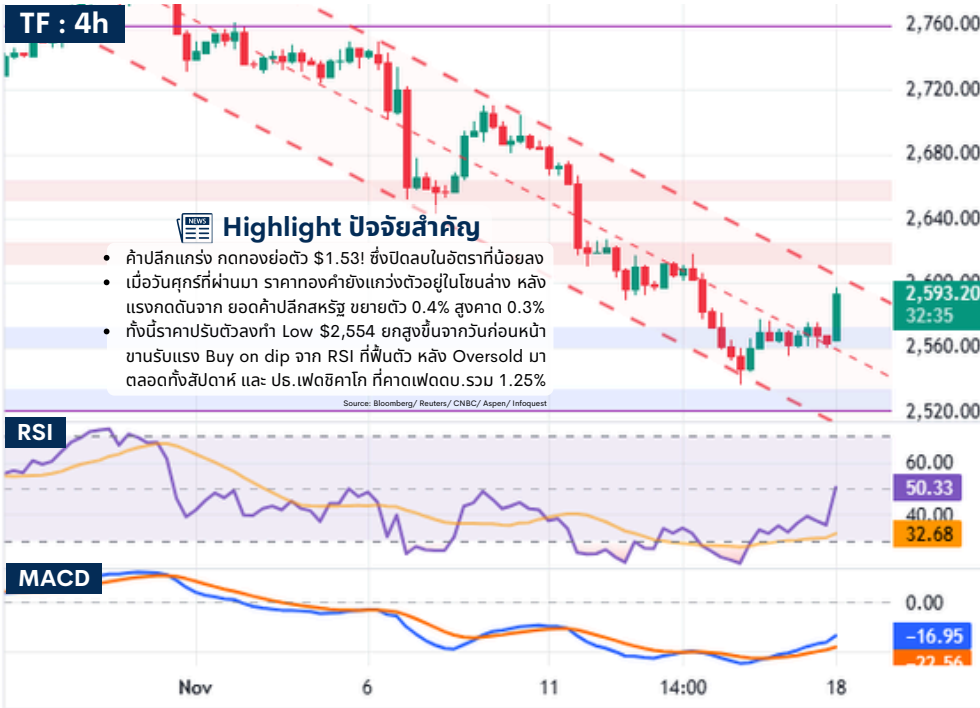 TF : 4h
2,760.00
2,720.00
2,680.00
2,640.00
2,600.00
2,593.20
32:35
2,560.00
2,520.00
NEWS
Highlight ปัจจัยสำคัญ
• ค้าปลีกแกร่ง กดทองย่อตัว $1.53! ซึ่งปิดลบในอัตราที่น้อยลง
• เมื่อวันศุกร์ที่ผ่านมา ราคาทองคำยังแกว่งตัวอยู่ในโซนล่าง หลัง
แรงกดดันจาก ยอดค้าปลีกสหรัฐ ขยายตัว 0.4% สูงคาด 0.3%
• ทั้งนี้ราคาปรับตัวลงทำ Low $2,554 ยกสูงขึ้นจากวันก่อนหน้า
ขานรับแรง Buy on dip จาก RSI ที่ฟื้นตัว หลัง Oversold มา
ตลอดทั้งสัปดาห์ และ ปธ.เฟดชิคาโก ที่คาดเฟดดบ.รวม 1.25%
Source: Bloomberg/ Reuters/ CNBC/ Aspen/ Infoquest
RSI
60.00
50.33
40.00
32.68
MACD
0.00
−16.95
−22.56
Nov
6
11
14:00
18